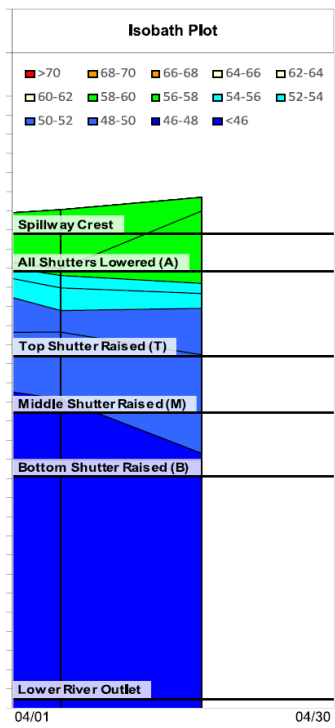 Isobath Plot
>70 68-70 66-68 64-66 62-64
60-62 58-60 56-58 54-56 52-54
50-52 48-50 46-48 <46
Spillway Crest
All Shutters Lowered (A)
Top Shutter Raised (T)
Middle Shutter Raised (M)
Bottom Shutter Raised (B)
Lower River Outlet
04/01 04/30